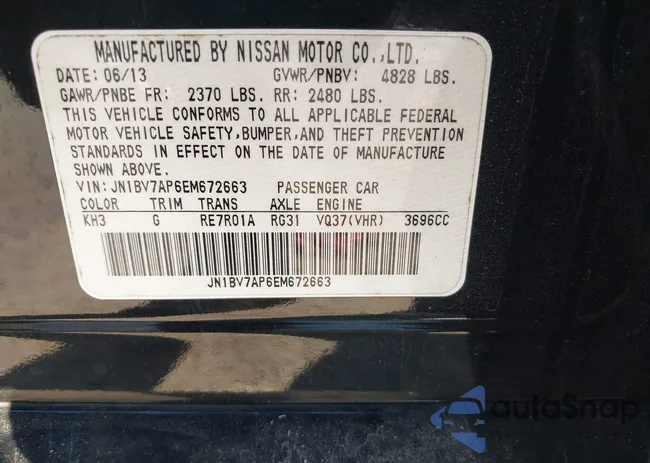 MANUFACTURED BY NISSAN MOTOR CO.,LTD.
DATE: 06/13 GVWR/PNBV: 4828 LBS.
GAWR/PNBE FR: 2370 LBS. RR: 2480 LBS.
THIS VEHICLE CONFORMS TO ALL APPLICABLE FEDERAL
MOTOR VEHICLE SAFETY,BUMPER,AND THEFT PREVENTION
STANDARDS IN EFFECT ON THE DATE OF MANUFACTURE
SHOWN ABOVE.
VIN: JN1BV7AP6EM672663 PASSENGER CAR
COLOR TRIM TRANS AXLE ENGINE
KH3 G RE7R01A RG31 VQ37(VHR) 3696CC
JN1BV7AP6EM672663
autoSnap